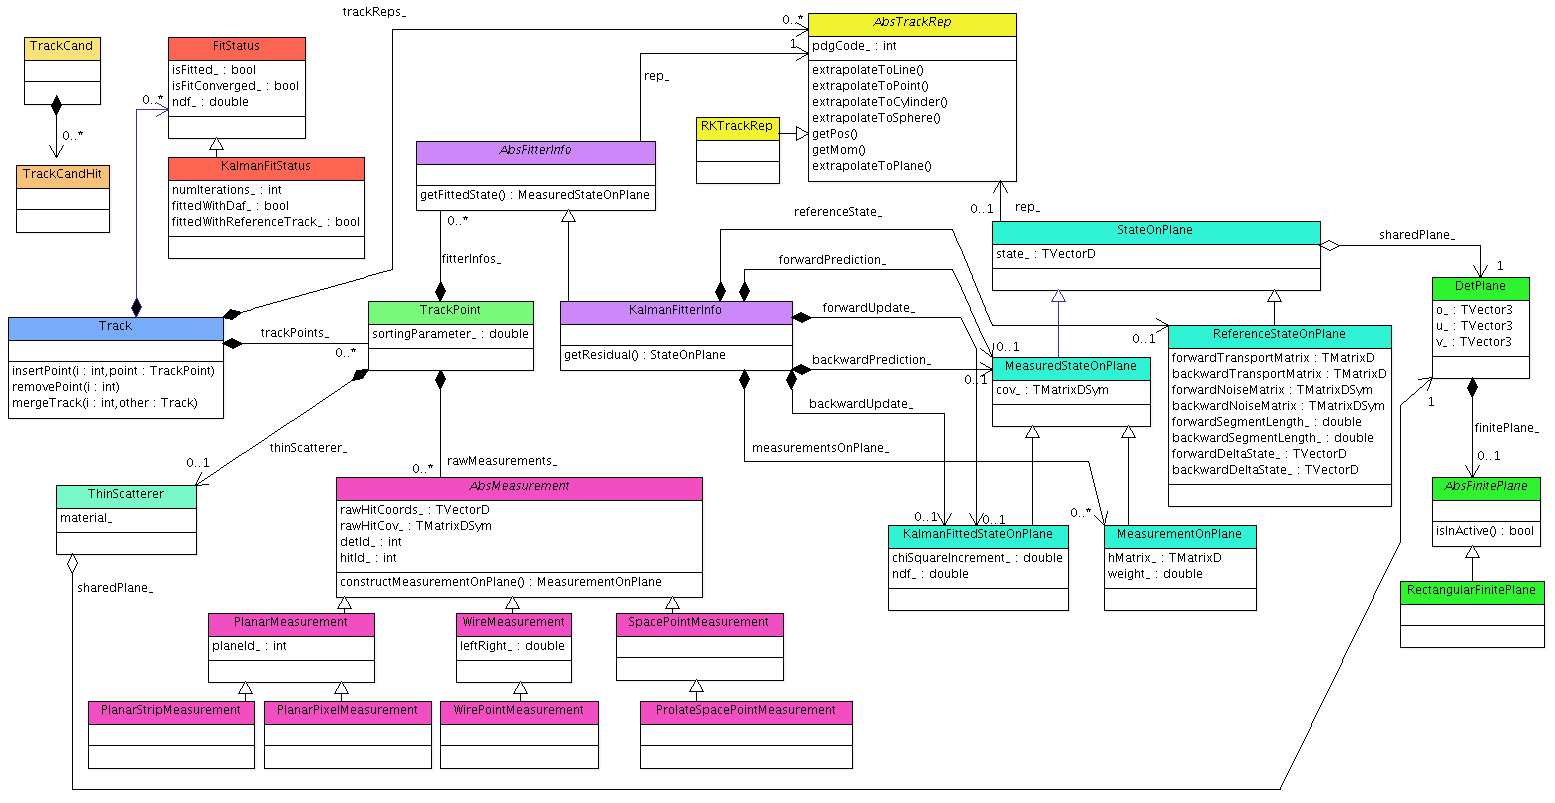 trackReps_
0..*
AbsTrackRep
pdgCode_ : int
extrapolateToLine()
extrapolateToPoint()
extrapolateToCylinder()
extrapolateToSphere()
getPos()
getMom()
extrapolateToPlane()
1
rep_
TrackCand
0..*
TrackCandHit
FitStatus
isFitted_ : bool
isFitConverged_ : bool
ndf_ : double
0..*
KalmanFitStatus
numIterations_ : int
fittedWithDaf_ : bool
fittedWithReferenceTrack_ : bool
RKTrackRep
AbsFitterInfo
getFittedState() : MeasuredStateOnPlane
0..*
fitterInfos_
referenceState_
0..1
rep_
StateOnPlane
state_ : TVectorD
sharedPlane_
1
DetPlane
o_ : TVector3
u_ : TVector3
v_ : TVector3
1
finitePlane_
0..1
AbsFinitePlane
isInActive() : bool
RectangularFinitePlane
Track
insertPoint(i : int,point : TrackPoint)
removePoint(i : int)
mergeTrack(i : int,other : Track)
trackPoints_
0..*
TrackPoint
sortingParameter_ : double
KalmanFitterInfo
getResidual() : StateOnPlane
forwardPrediction_
forwardUpdate_
backwardPrediction_
backwardUpdate_
measurementsOnPlane_
0..1
0..1
0..1
MeasuredStateOnPlane
cov_ : TMatrixDSym
ReferenceStateOnPlane
forwardTransportMatrix : TMatrixD
backwardTransportMatrix : TMatrixD
forwardNoiseMatrix : TMatrixDSym
backwardNoiseMatrix : TMatrixDSym
forwardSegmentLength_ : double
backwardSegmentLength_ : double
forwardDeltaState_ : TVectorD
backwardDeltaState_ : TVectorD
thinScatterer_
0..1
ThinScatterer
material_
sharedPlane_
rawMeasurements_
0..*
AbsMeasurement
rawHitCoords_ : TVectorD
rawHitCov_ : TMatrixDSym
detId_ : int
hitId_ : int
constructMeasurementOnPlane() : MeasurementOnPlane
0..1
0..1
KalmanFittedStateOnPlane
chiSquareIncrement_ : double
ndf_ : double
0..*
MeasurementOnPlane
hMatrix_ : TMatrixD
weight_ : double
PlanarMeasurement
planeId_ : int
WireMeasurement
leftRight_ : double
SpacePointMeasurement
PlanarStripMeasurement
PlanarPixelMeasurement
WirePointMeasurement
ProlateSpacePointMeasurement